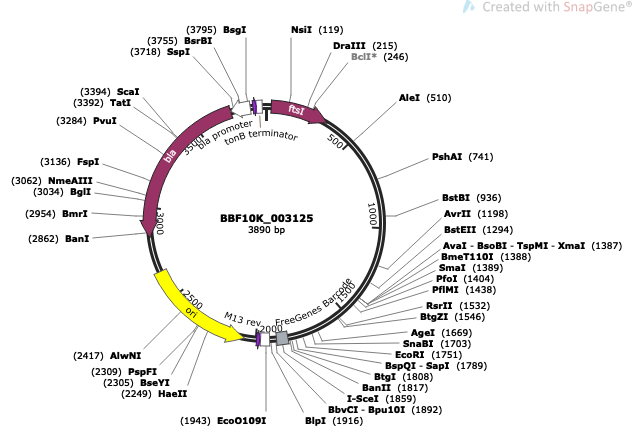 Created with SnapGene®
(3795) BsgI
(3755) BsrBI
(3718) SspI
NsiI (119)
DraIII (215)
BclI* (246)
(3394) ScaI
(3392) TatI
(3284) PvuI
(3136) FspI
(3062) NmeAIII
(3034) BglI
(2954) BmrI
(2862) BanI
AleI (510)
PshAI (741)
BstBI (936)
AvrII (1198)
BstEII (1294)
AvaI - BsoBI - TspMI - XmaI (1387)
BmeT110I (1388)
SmaI (1389)
PfoI (1404)
PflMI (1438)
RsrII (1532)
BtgZI (1546)
AgeI (1669)
SnaBI (1703)
EcoRI (1751)
BspQI - SapI (1789)
BtgI (1808)
BanII (1817)
I-SceI (1859)
BbvCI - Bpu10I (1892)
BlpI (1916)
(1943) EcoO109I
(2417) AlwNI
(2309) PspFI
(2305) BseYI
(2249) HaeII
ftsI
bla
bla promoter
tonB terminator
ori
M13 rev
FreeGenes Barcode
500
1000
1500
2000
2500
3000
3500
BBF10K_003125
3890 bp